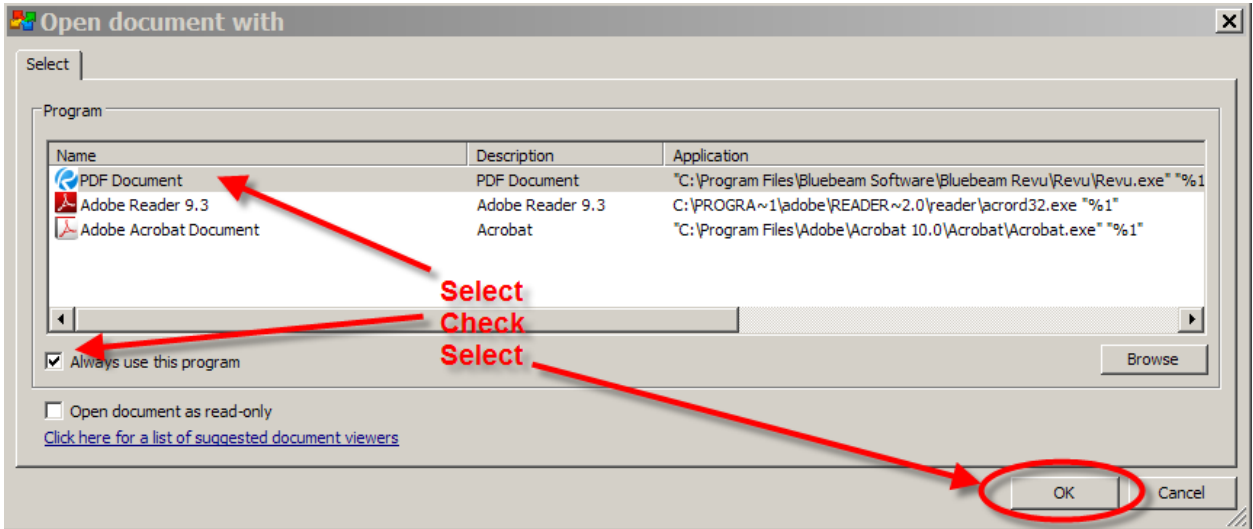 Open document with
Select
Program
Name Description Application
PDF Document PDF Document "C:\Program Files\Bluebeam Software\Bluebeam Revu\Revu\Revu.exe" "%1
Adobe Reader 9.3 Adobe Reader 9.3 C:\PROGRA~1\adobe\READER~2.0\reader\acrord32.exe "%1"
Adobe Acrobat Document Acrobat "C:\Program Files\Adobe\Acrobat 10.0\Acrobat\Acrobat.exe" "%1"
Select
Check
Select
Always use this program Browse
Open document as read-only
Click here for a list of suggested document viewers
OK Cancel